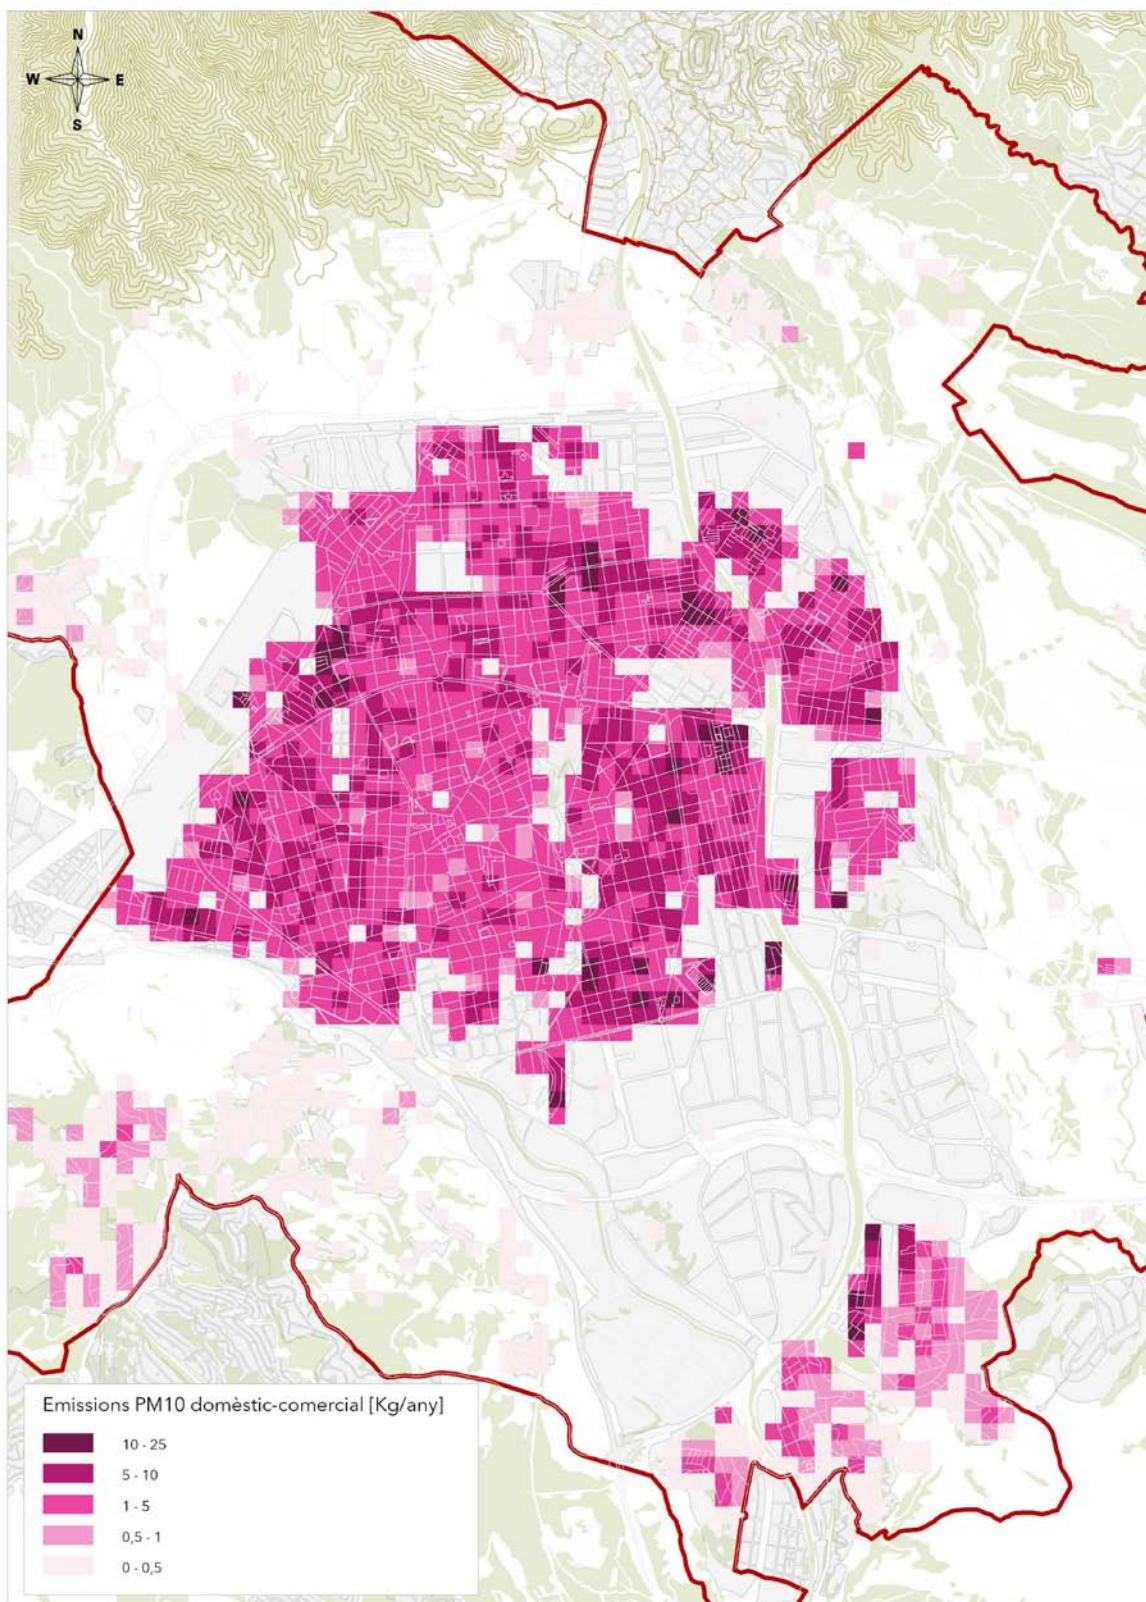 N
W E
S
Emissions PM10 domèstic-comercial [Kg/any]
10 - 25
5 - 10
1 - 5
0,5 - 1
0 - 0,5